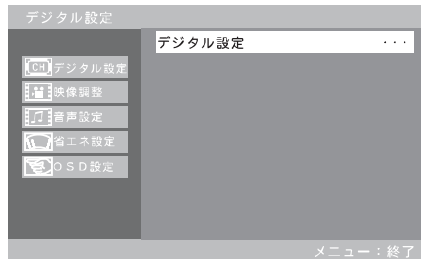 デジタル設定
デジタル設定 ・・・
CH デジタル設定
映像調整
音声設定
省エネ設定
OSD設定
メニュー：終了